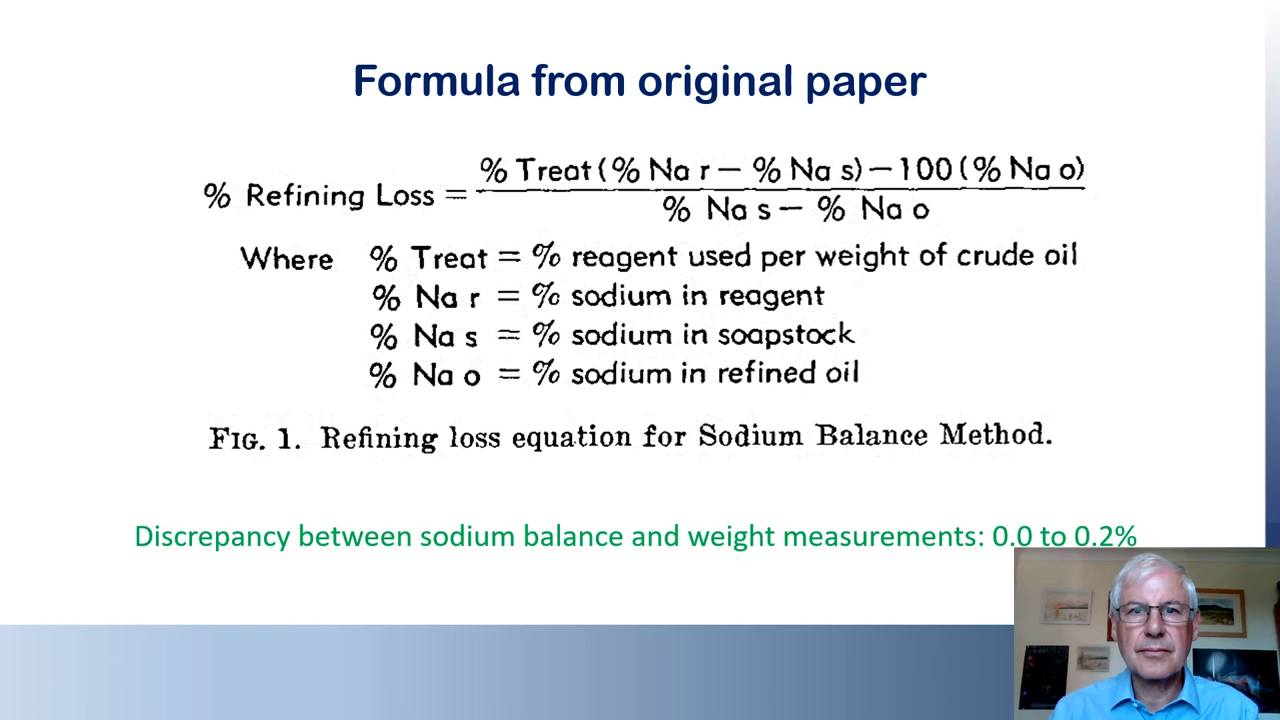 Formula from original paper
% Refining Loss = % Treat (% Na r — % Na s) — 100 (% Na o)
% Na s — % Na o
Where % Treat = % reagent used per weight of crude oil
% Na r = % sodium in reagent
% Na s = % sodium in soapstock
% Na o = % sodium in refined oil
FIG. 1. Refining loss equation for Sodium Balance Method.
Discrepancy between sodium balance and weight measurements: 0.0 to 0.2%